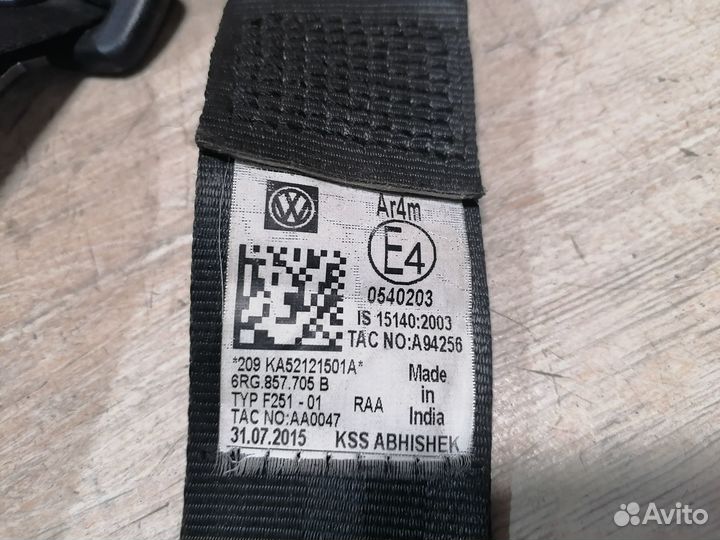 Ar4m
E4
0540203
IS 15140:2003
TAC NO:A94256
*209 KA52121501A*
6RG.857.705 B
TYP F251 - 01 RAA
TAC NO:AA0047
Made
in
India
31.07.2015 KSS ABHISHEK
Avito